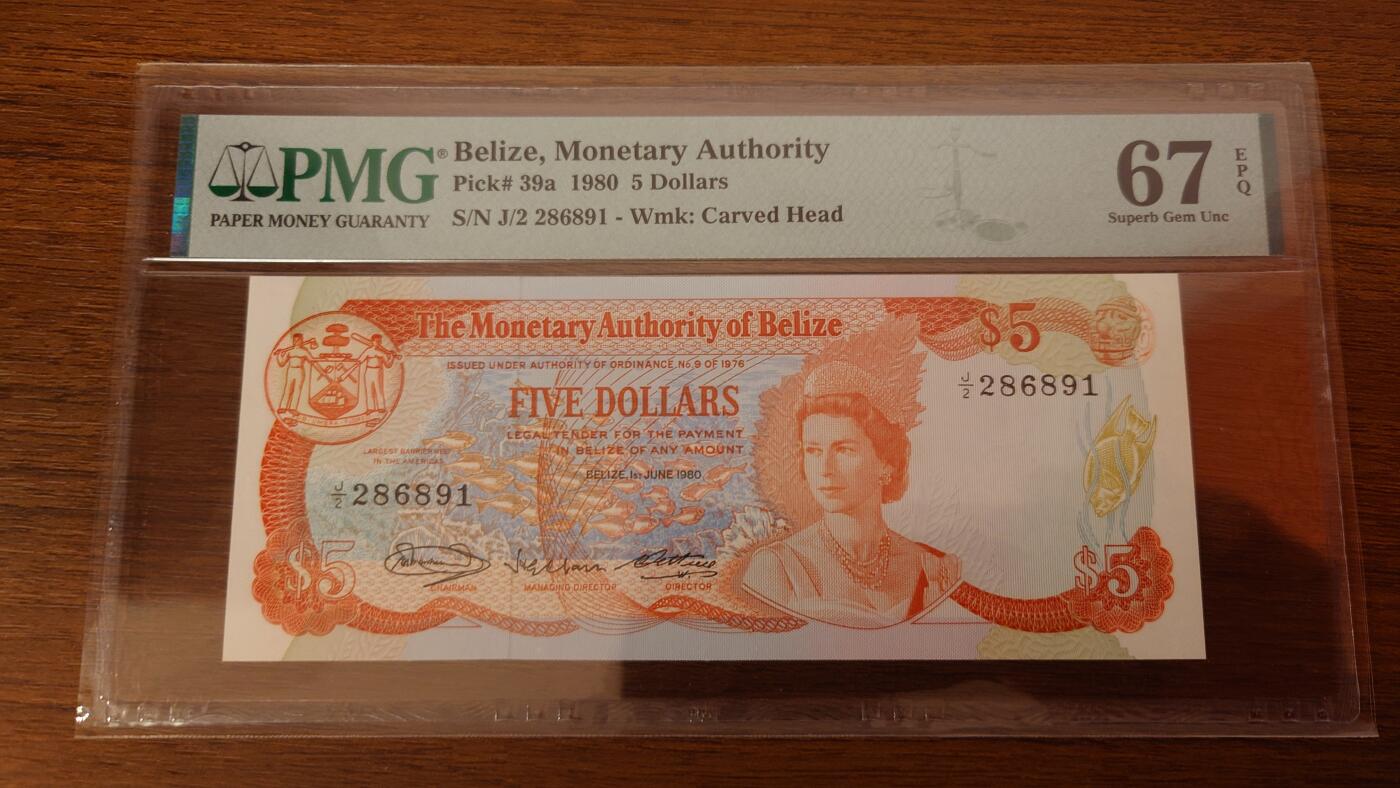 PMG®
PAPER MONEY GUARANTY
Belize, Monetary Authority
Pick# 39a 1980 5 Dollars
S/N J/2 286891 - Wmk: Carved Head
67
EPQ
Superb Gem Unc
The Monetary Authority of Belize
$5
ISSUED UNDER AUTHORITY OF ORDINANCE No. 9 OF 1976
J/2 286891
FIVE DOLLARS
LEGAL TENDER FOR THE PAYMENT
IN BELIZE OF ANY AMOUNT
LARGEST BARRIER REEF
IN THE AMERICAS
BELIZE, 1ST JUNE 1980
J/2 286891
$5
$5
CHAIRMAN
MANAGING DIRECTOR
DIRECTOR